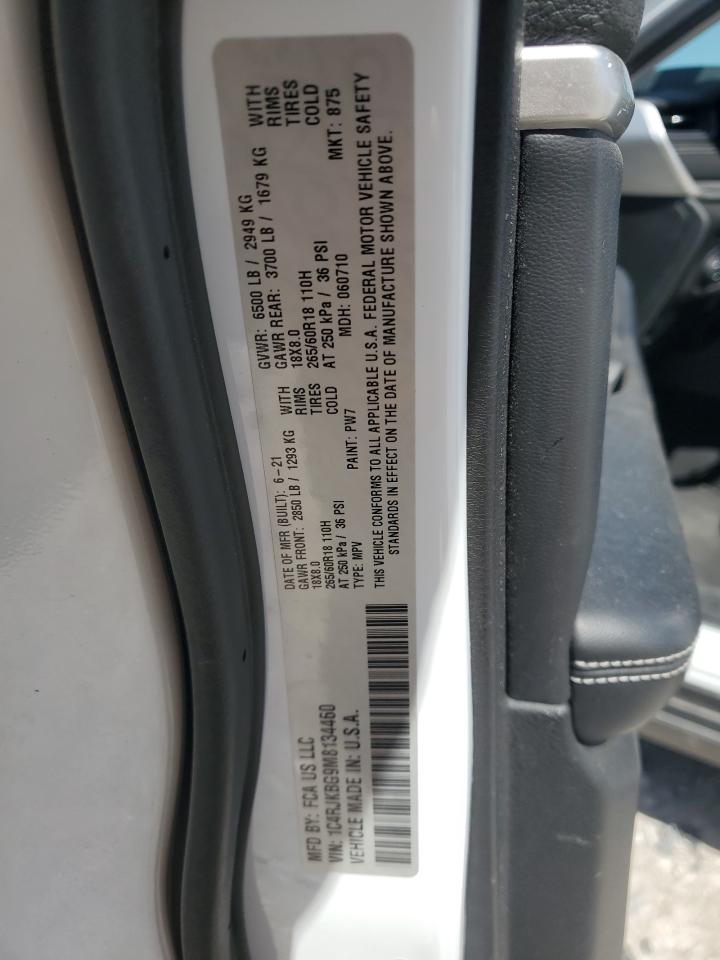 MFD BY: FCA US LLC
DATE OF MFR (BUILT): 6-21
GVWR: 6500 LB / 2949 KG
GAWR FRONT: 2850 LB / 1293 KG WITH
18X8.0 RIMS
265/60R18 110H TIRES
AT 250 kPa / 36 PSI COLD
GAWR REAR: 3700 LB / 1679 KG WITH
18X8.0 RIMS
265/60R18 110H TIRES
AT 250 kPa / 36 PSI COLD
VIN: 1C4RJKBG9M8134460
TYPE: MPV
PAINT: PW7
MDH: 060710
MKT: 875
VEHICLE MADE IN: U.S.A.
THIS VEHICLE CONFORMS TO ALL APPLICABLE U.S.A. FEDERAL MOTOR VEHICLE SAFETY
STANDARDS IN EFFECT ON THE DATE OF MANUFACTURE SHOWN ABOVE.